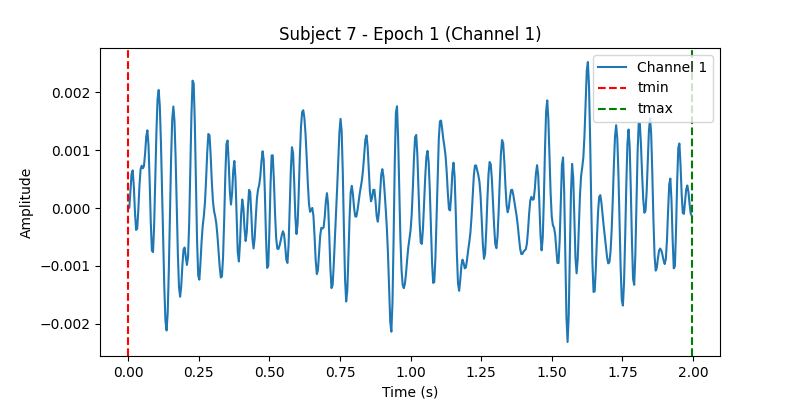 Subject 7 - Epoch 1 (Channel 1)
Channel 1
tmin
tmax
0.002
0.001
0.000
−0.001
−0.002
Amplitude
0.00 0.25 0.50 0.75 1.00 1.25 1.50 1.75 2.00
Time (s)